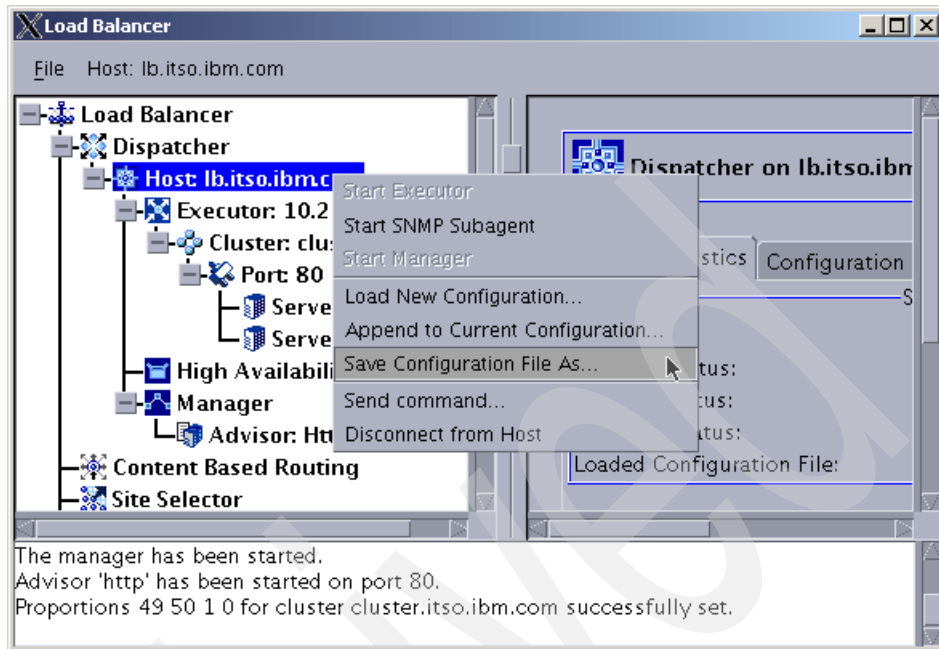 Load Balancer
File Host: lb.itso.ibm.com
Load Balancer
Dispatcher
Host: lb.itso.ibm.c
Executor: 10.2
Cluster: clu
Port: 80
Serve
Serve
High Availabili
Manager
Advisor: Htt
Content Based Routing
Site Selector
Start Executor
Start SNMP Subagent
Start Manager
Load New Configuration...
Append to Current Configuration...
Save Configuration File As...
Send command...
Disconnect from Host
Dispatcher on lb.itso.ibm
stics Configuration
S
tus:
tus:
tus:
Loaded Configuration File:
The manager has been started.
Advisor 'http' has been started on port 80.
Proportions 49 50 1 0 for cluster cluster.itso.ibm.com successfully set.